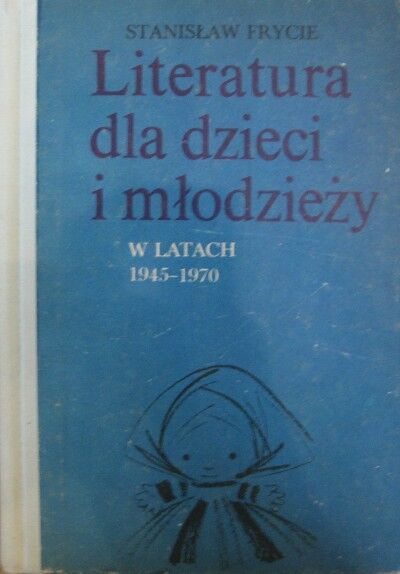 STANISŁAW FRYCIE
Literatura
dla dzieci
i młodzieży
W LATACH
1945–1970